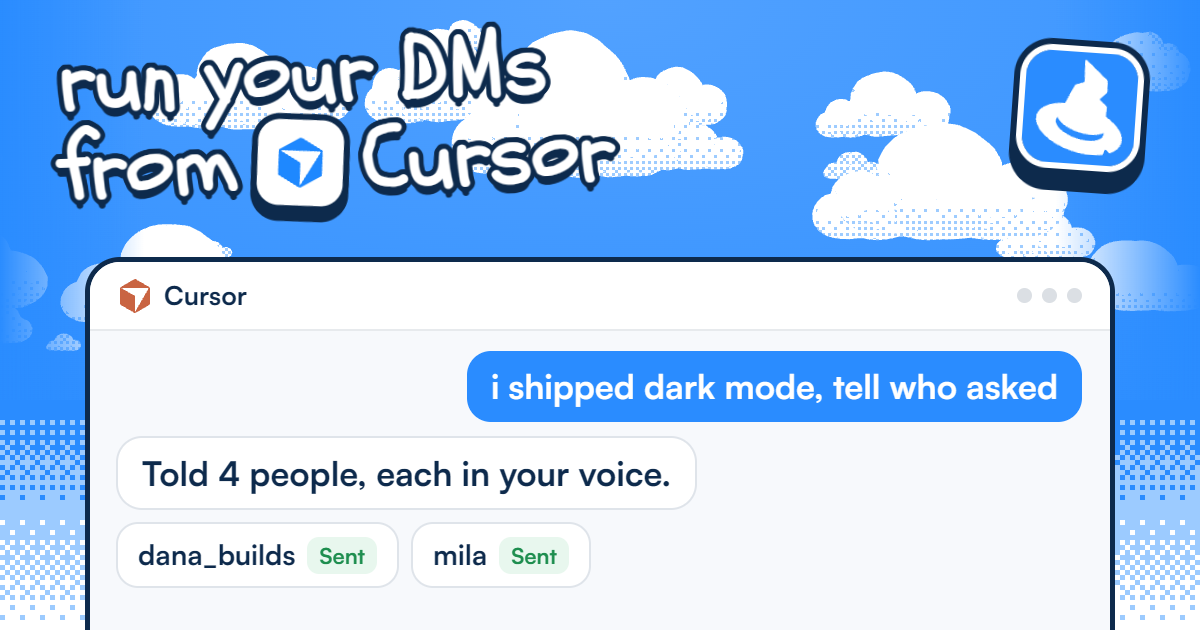 run your DMs
from Cursor
Cursor
i shipped dark mode, tell who asked
Told 4 people, each in your voice.
dana_builds Sent mila Sent